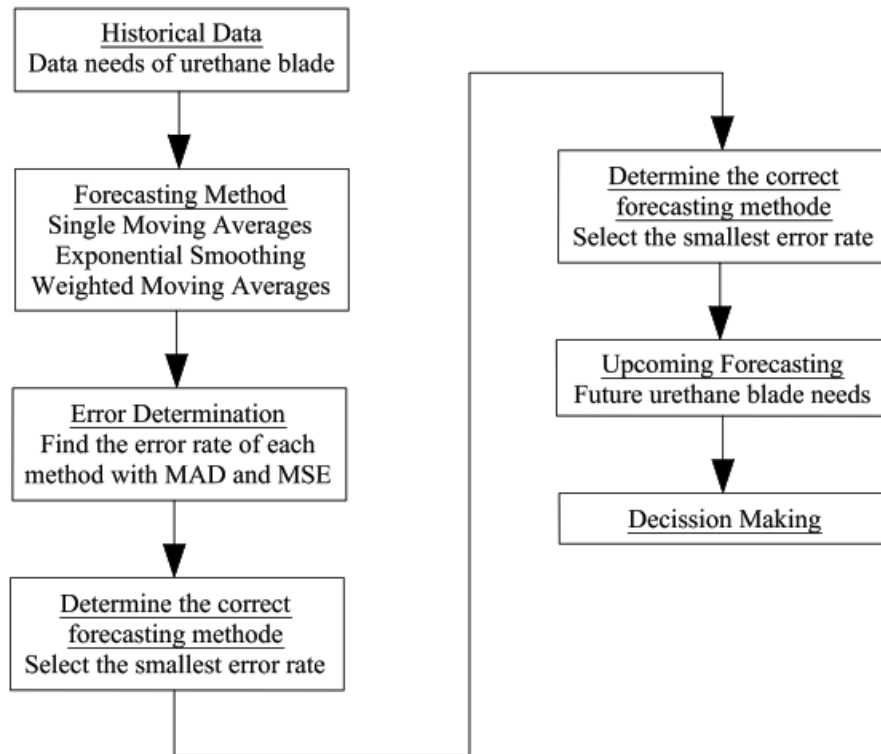 Historical Data
Data needs of urethane blade
Forecasting Method
Single Moving Averages
Exponential Smoothing
Weighted Moving Averages
Error Determination
Find the error rate of each
method with MAD and MSE
Determine the correct
forecasting methode
Select the smallest error rate
Determine the correct
forecasting methode
Select the smallest error rate
Upcoming Forecasting
Future urethane blade needs
Decission Making